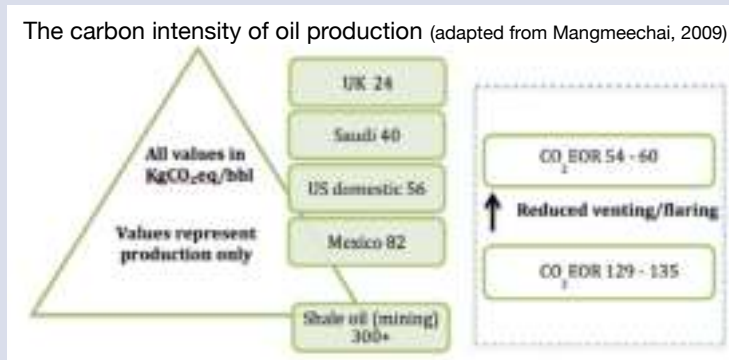 The carbon intensity of oil production (adapted from Mangmeechai, 2009)
All values in
KgCO₂eq/bbl
Values represent
production only
UK 24
Saudi 40
US domestic 56
Mexico 82
Shale oil (mining)
300+
CO₂ EOR 54 - 60
Reduced venting/flaring
CO₂ EOR 129 - 135